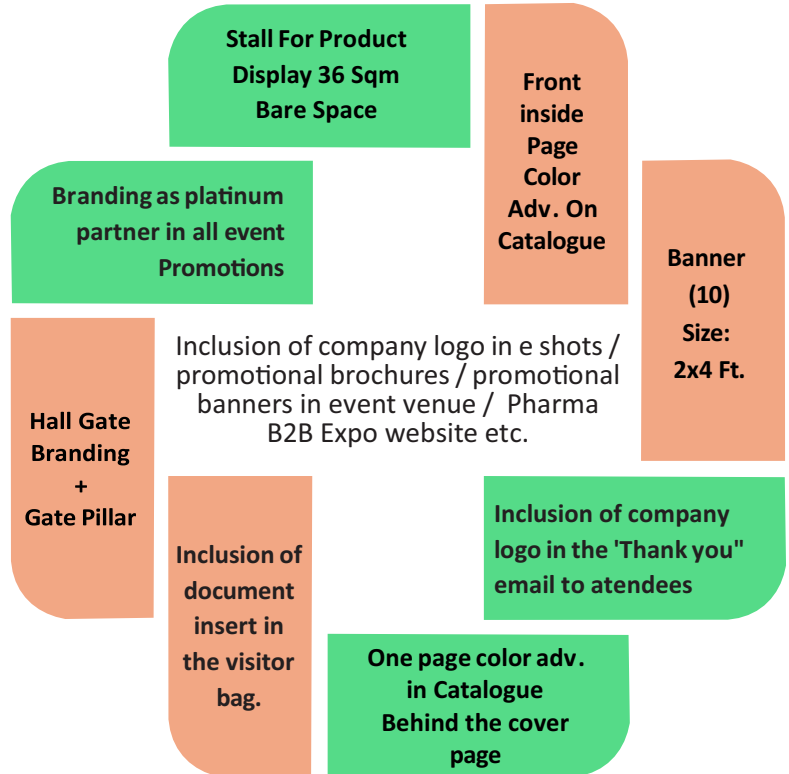 Stall For Product
Display 36 Sqm
Bare Space
Front
inside
Page
Color
Adv. On
Catalogue
Branding as platinum
partner in all event
Promotions
Banner
(10)
Size:
2x4 Ft.
Inclusion of company logo in e shots /
promotional brochures / promotional
banners in event venue / Pharma
B2B Expo website etc.
Hall Gate
Branding
+
Gate Pillar
Inclusion of company
logo in the 'Thank you"
email to atendees
Inclusion of
document
insert in
the visitor
bag.
One page color adv.
in Catalogue
Behind the cover
page